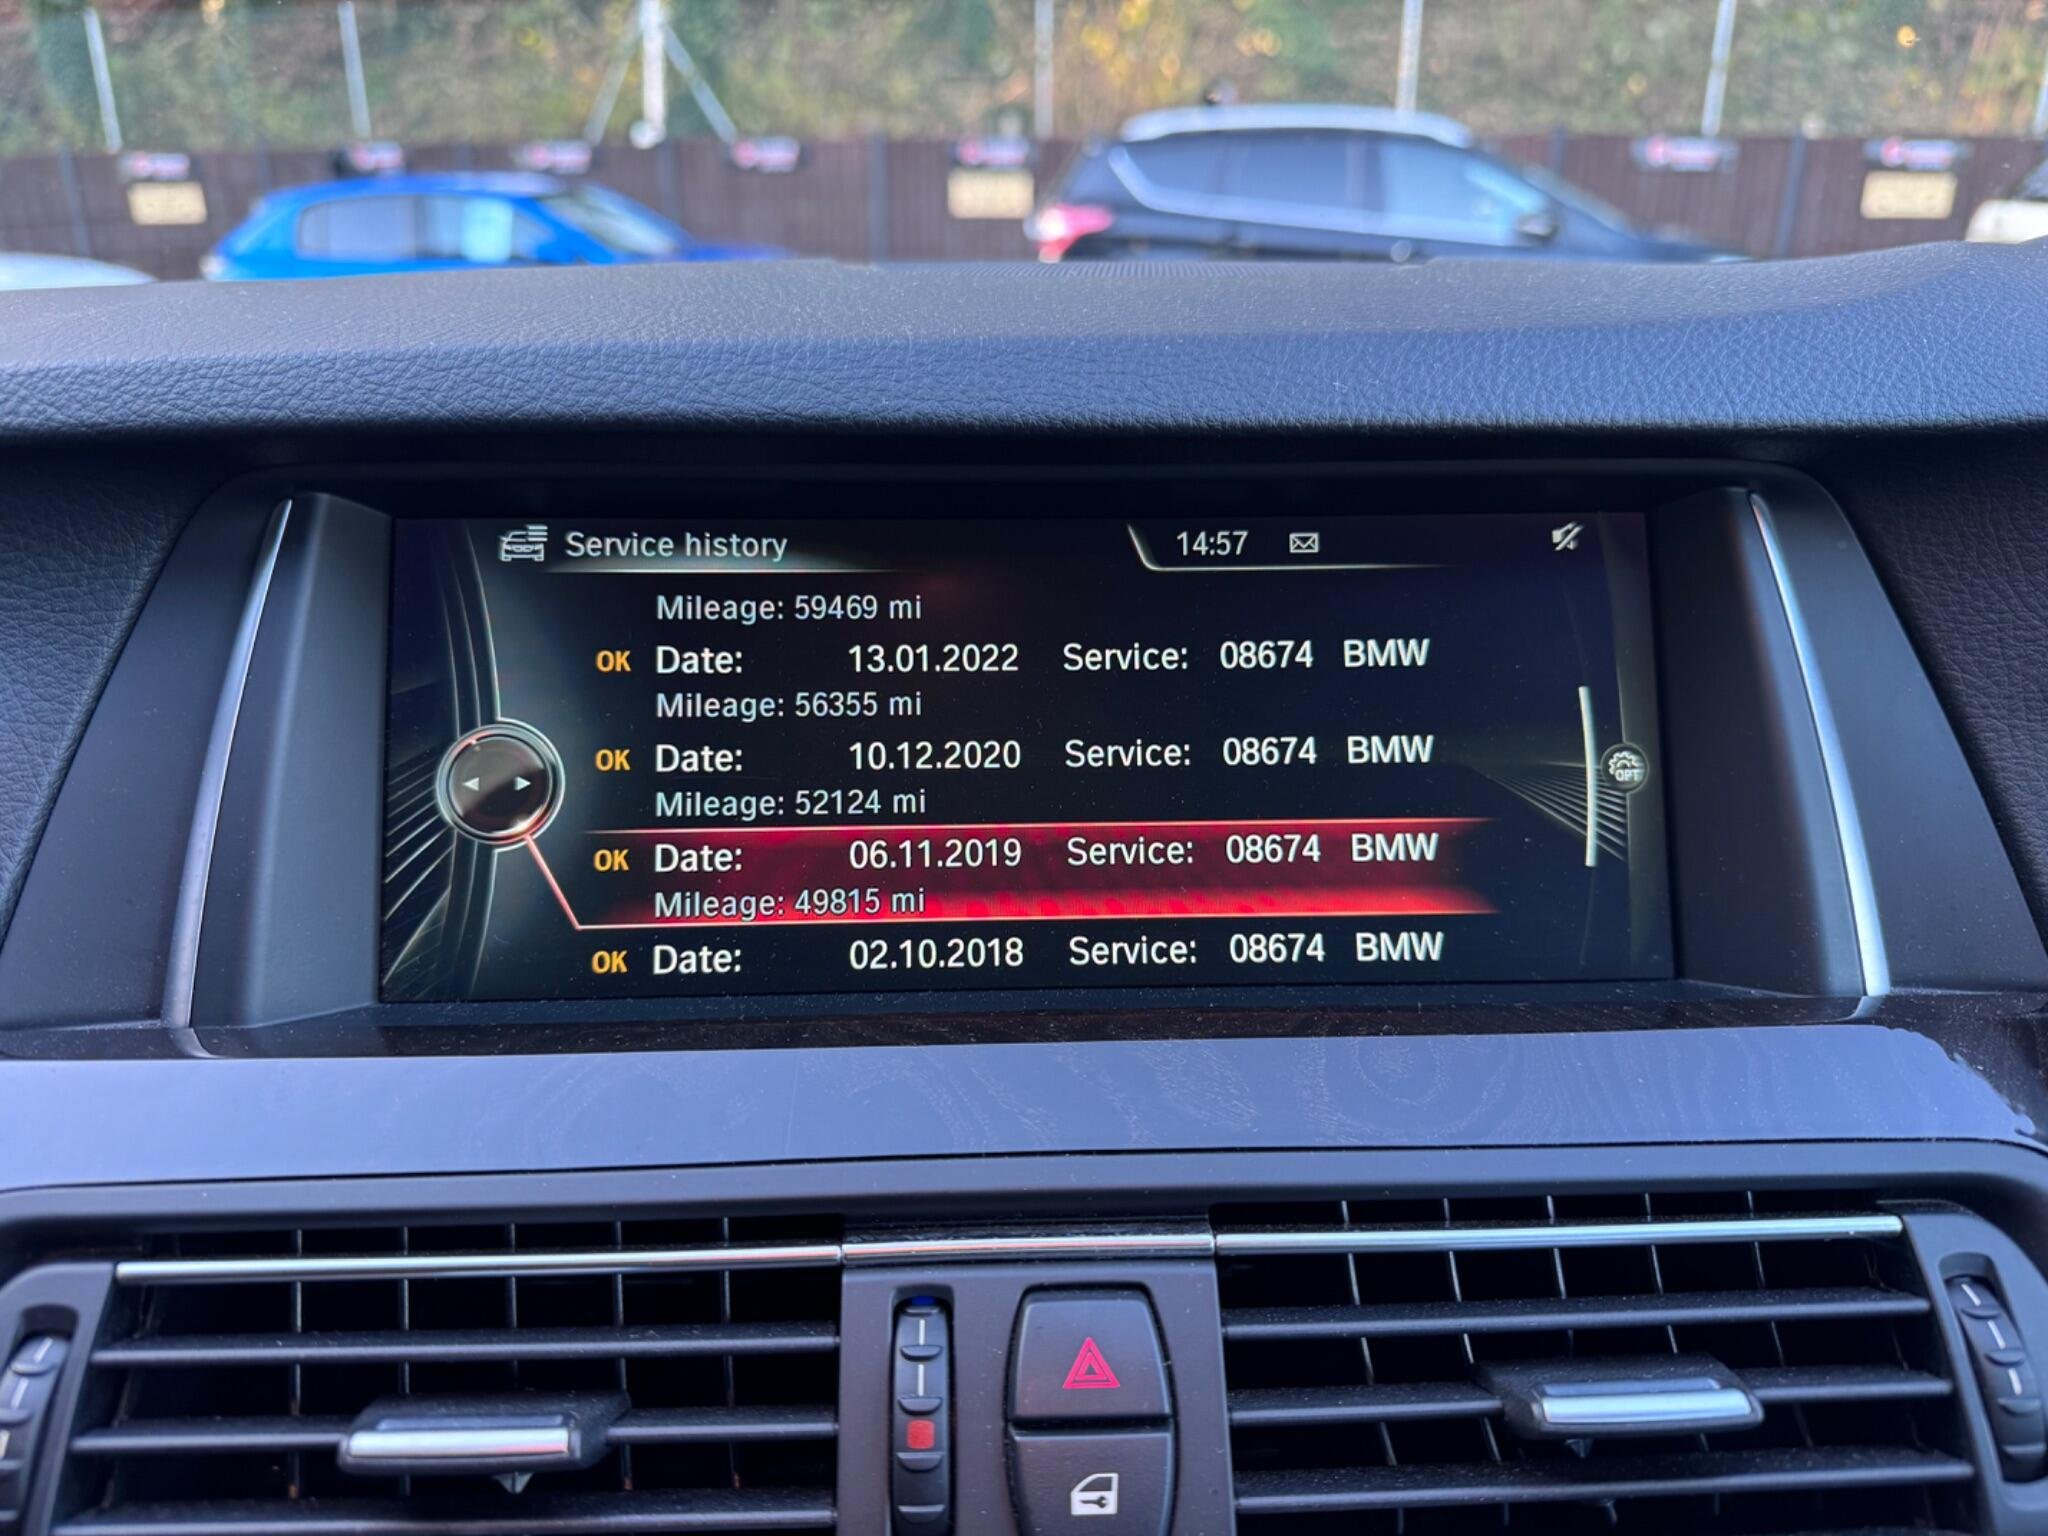 Service history 14:57
Mileage: 59469 mi
OK Date: 13.01.2022 Service: 08674 BMW
Mileage: 56355 mi
OK Date: 10.12.2020 Service: 08674 BMW
Mileage: 52124 mi
OPT
OK Date: 06.11.2019 Service: 08674 BMW
Mileage: 49815 mi
OK Date: 02.10.2018 Service: 08674 BMW